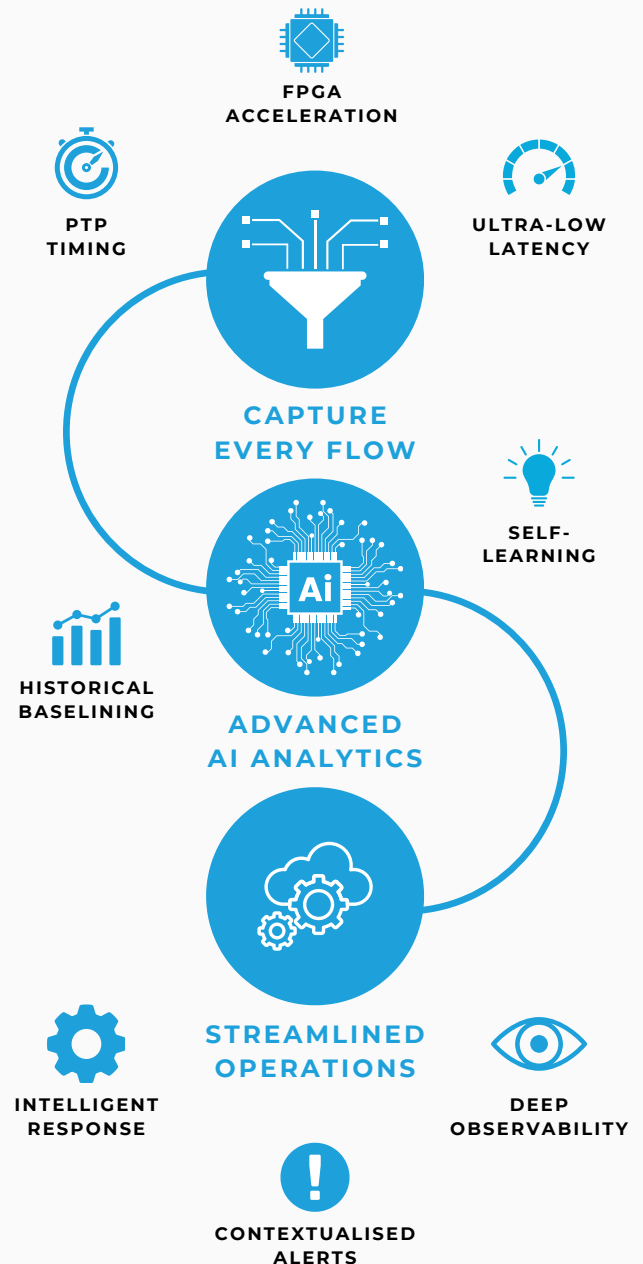 FPGA
ACCELERATION
PTP
TIMING
ULTRA-LOW
LATENCY
CAPTURE
EVERY FLOW
SELF-
LEARNING
Ai
HISTORICAL
BASELINING
ADVANCED
AI ANALYTICS
STREAMLINED
OPERATIONS
INTELLIGENT
RESPONSE
DEEP
OBSERVABILITY
!
CONTEXTUALISED
ALERTS